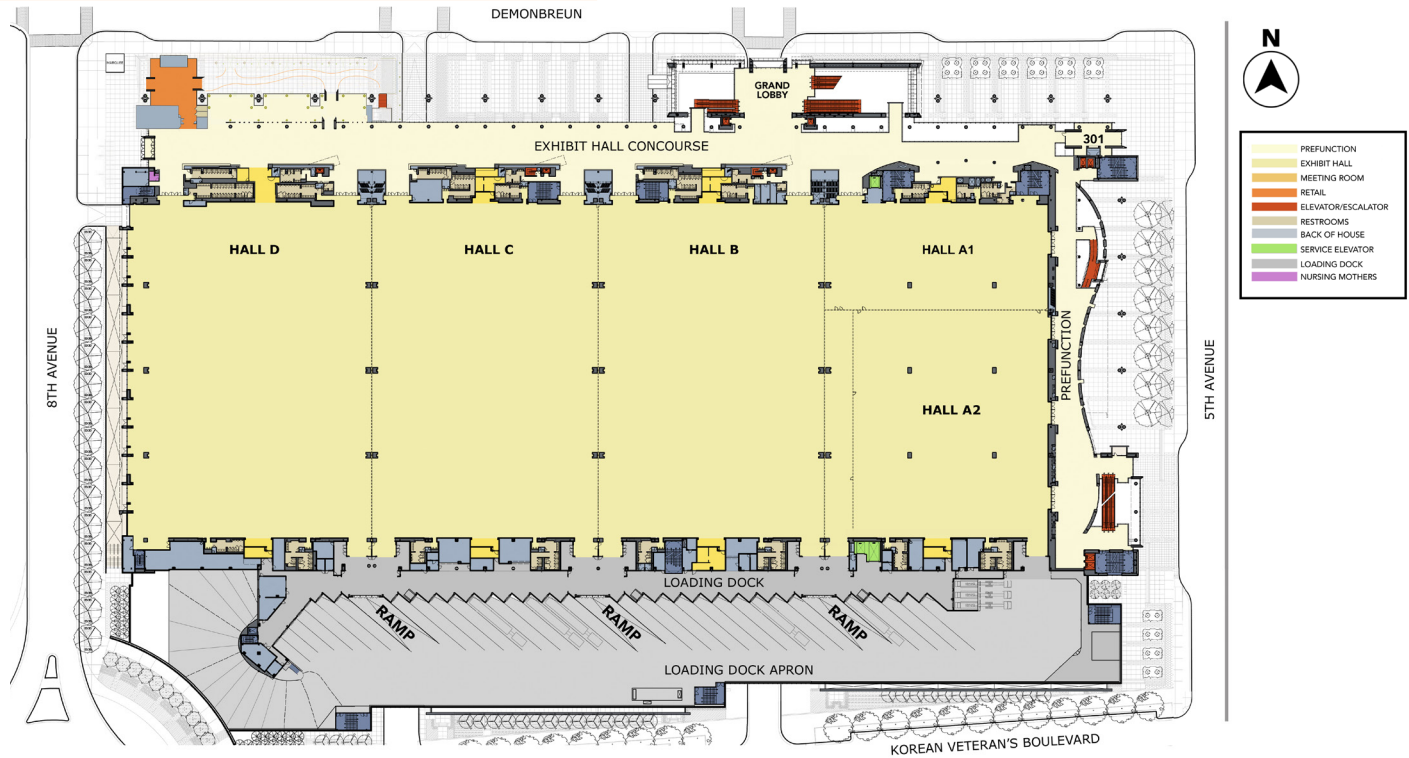 DEMONBREUN
N
GRAND
LOBBY
EXHIBIT HALL CONCOURSE
301
PREFUNCTION
EXHIBIT HALL
MEETING ROOM
RETAIL
ELEVATOR/ESCALATOR
RESTROOMS
BACK OF HOUSE
SERVICE ELEVATOR
LOADING DOCK
NURSING MOTHERS
HALL D
HALL C
HALL B
HALL A1
8TH AVENUE
PREFUNCTION
5TH AVENUE
HALL A2
LOADING DOCK
RAMP
RAMP
RAMP
LOADING DOCK APRON
KOREAN VETERAN'S BOULEVARD